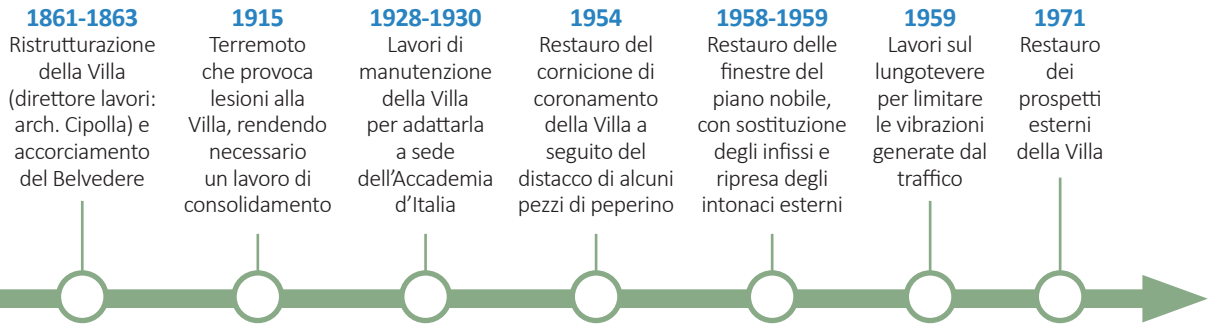 1861-1863
Ristrutturazione
della Villa
(direttore lavori:
arch. Cipolla) e
accorciamento
del Belvedere
1915
Terremoto
che provoca
lesioni alla
Villa, rendendo
necessario
un lavoro di
consolidamento
1928-1930
Lavori di
manutenzione
della Villa
per adattarla
a sede
dell’Accademia
d’Italia
1954
Restauro del
cornicione di
coronamento
della Villa a
seguito del
distacco di alcuni
pezzi di peperino
1958-1959
Restauro delle
finestre del
piano nobile,
con sostituzione
degli infissi e
ripresa degli
intonaci esterni
1959
Lavori sul
lungotevere
per limitare
le vibrazioni
generate dal
traffico
1971
Restauro
dei
prospetti
esterni
della Villa